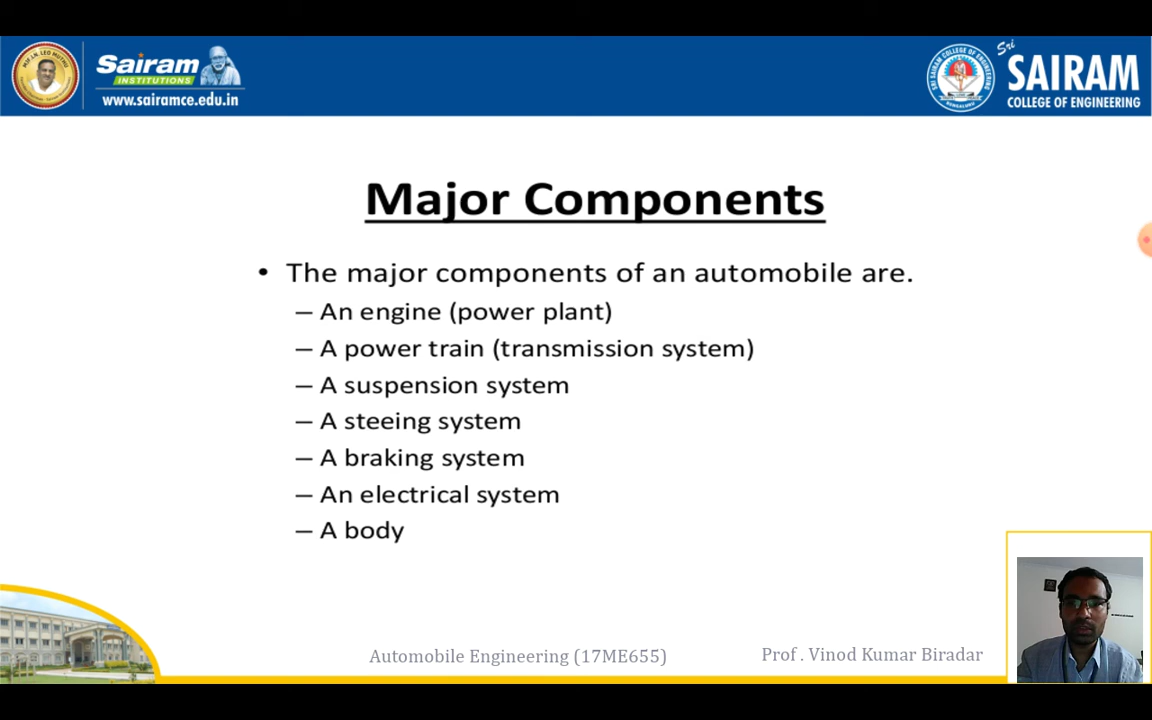 Sairam
INSTITUTIONS
www.sairamce.edu.in
Sri
SAIRAM
COLLEGE OF ENGINEERING
Major Components
• The major components of an automobile are.
– An engine (power plant)
– A power train (transmission system)
– A suspension system
– A steeing system
– A braking system
– An electrical system
– A body
Automobile Engineering (17ME655)
Prof . Vinod Kumar Biradar